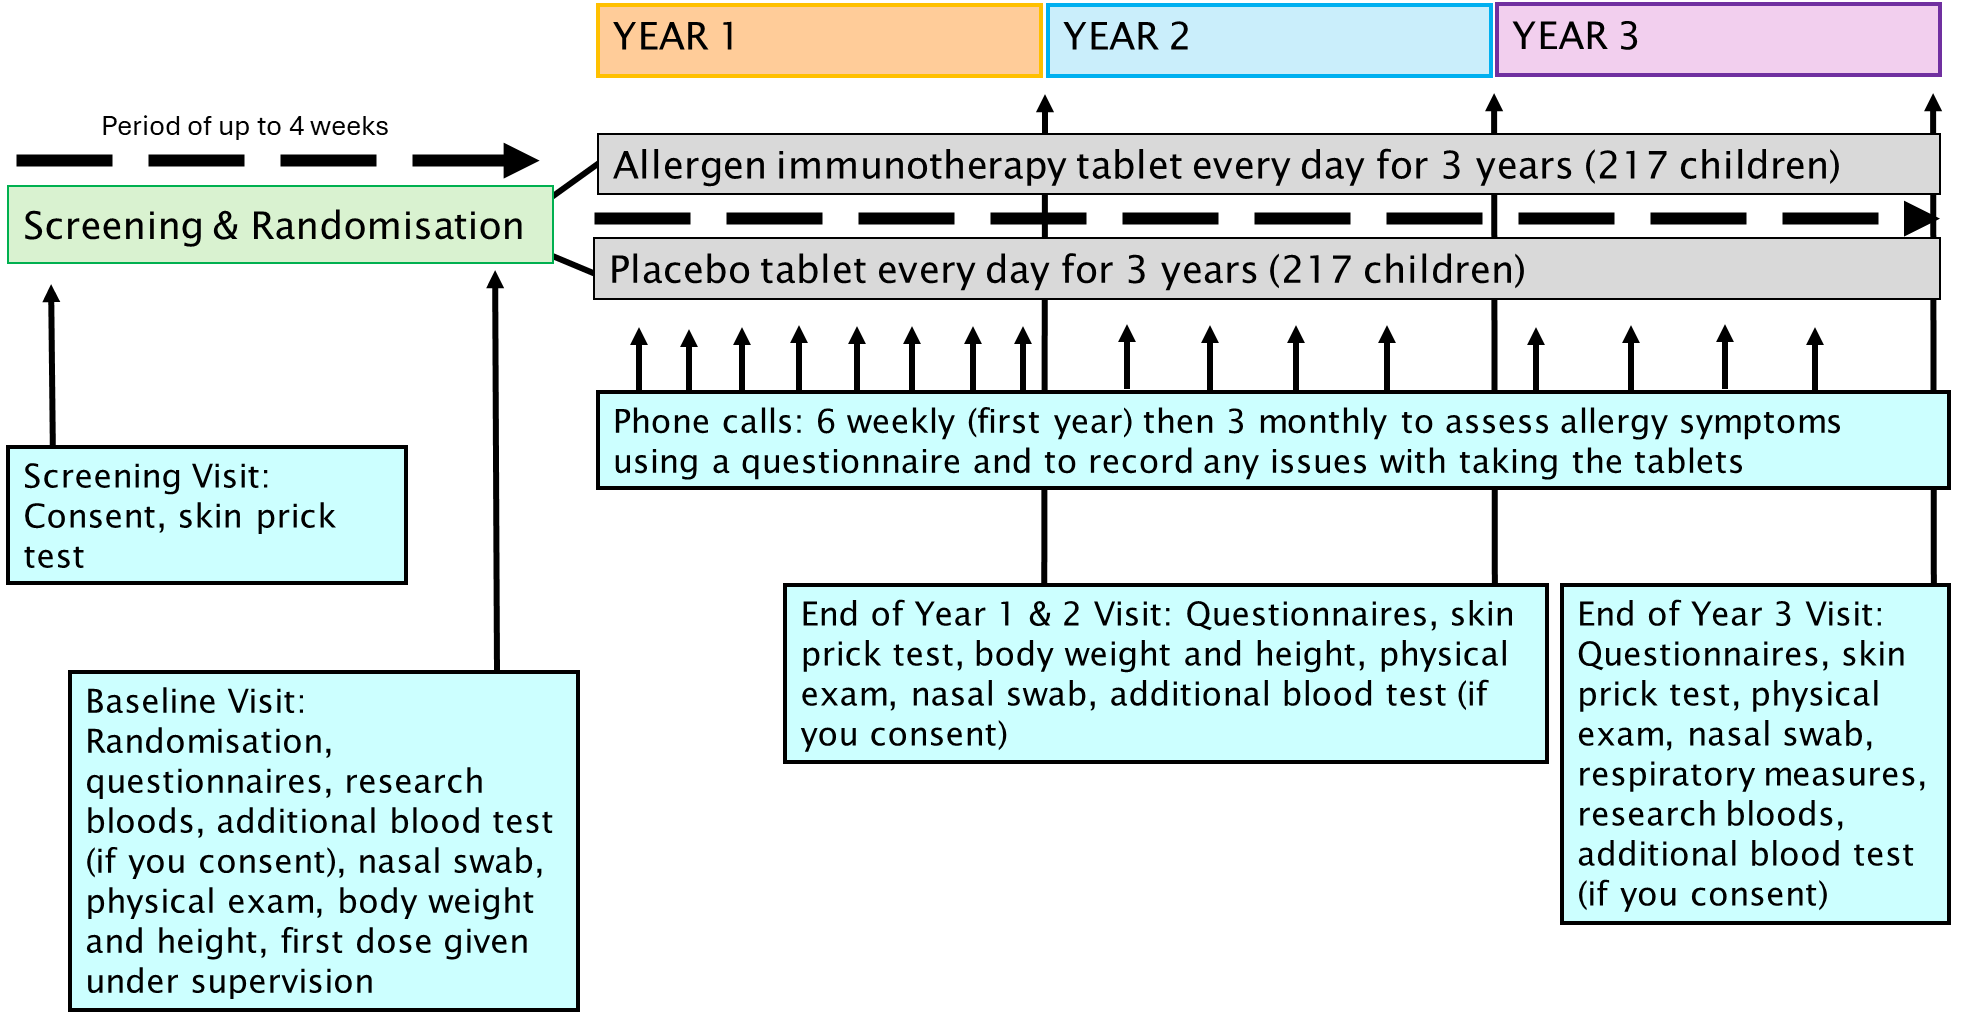 YEAR 1
YEAR 2
YEAR 3
Period of up to 4 weeks
Screening & Randomisation
Allergen immunotherapy tablet every day for 3 years (217 children)
Placebo tablet every day for 3 years (217 children)
Phone calls: 6 weekly (first year) then 3 monthly to assess allergy symptoms
using a questionnaire and to record any issues with taking the tablets
Screening Visit:
Consent, skin prick
test
Baseline Visit:
Randomisation,
questionnaires, research
bloods, additional blood test
(if you consent), nasal swab,
physical exam, body weight
and height, first dose given
under supervision
End of Year 1 & 2 Visit: Questionnaires, skin
prick test, body weight and height, physical
exam, nasal swab, additional blood test (if
you consent)
End of Year 3 Visit:
Questionnaires, skin
prick test, physical
exam, nasal swab,
respiratory measures,
research bloods,
additional blood test
(if you consent)